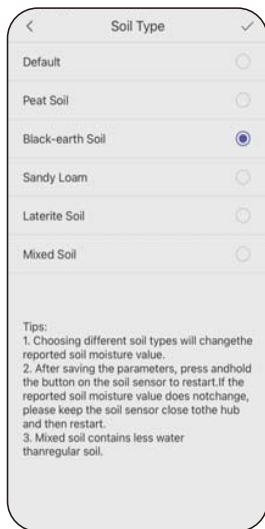 Soil Type
Default
Peat Soil
Black-earth Soil
Sandy Loam
Laterite Soil
Mixed Soil
Tips:
1. Choosing different soil types will changethe
reported soil moisture value.
2. After saving the parameters, press andhold
the button on the soil sensor to restart.If the
reported soil moisture value does notchange,
please keep the soil sensor close tothe hub
and then restart.
3. Mixed soil contains less water
thanregular soil.